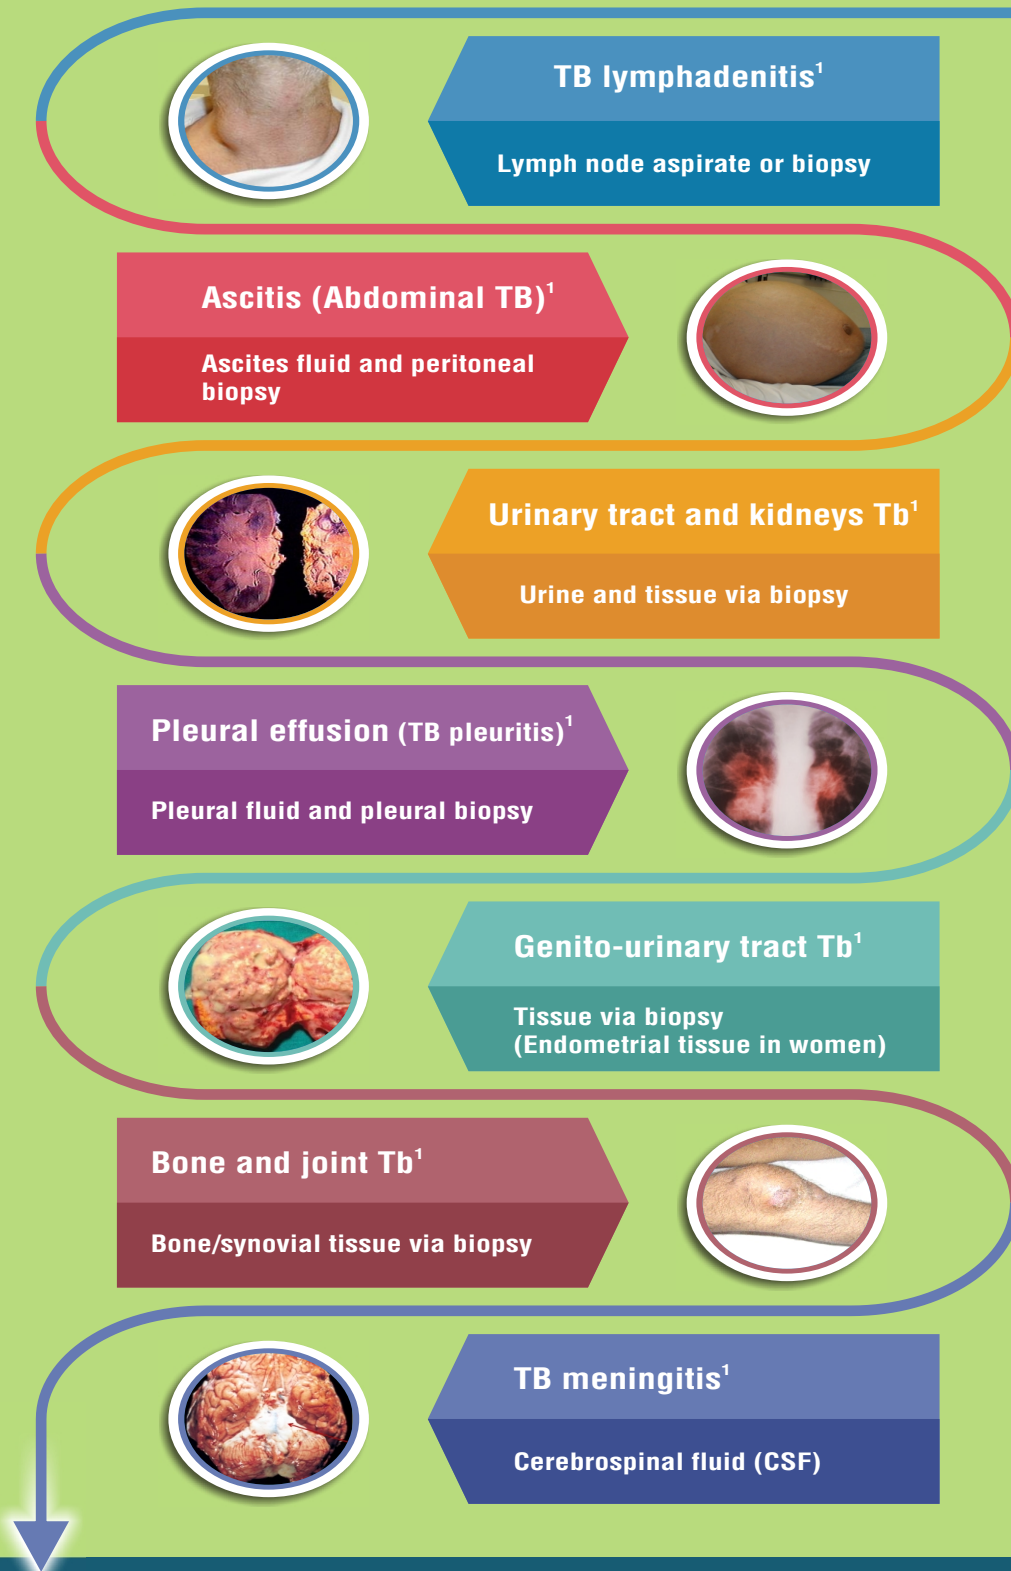 TB lymphadenitis¹
Lymph node aspirate or biopsy
Ascitis (Abdominal TB)¹
Ascites fluid and peritoneal
biopsy
Urinary tract and kidneys Tb¹
Urine and tissue via biopsy
Pleural effusion (TB pleuritis)¹
Pleural fluid and pleural biopsy
Genito-urinary tract Tb¹
Tissue via biopsy
(Endometrial tissue in women)
Bone and joint Tb¹
Bone/synovial tissue via biopsy
TB meningitis¹
Cerebrospinal fluid (CSF)